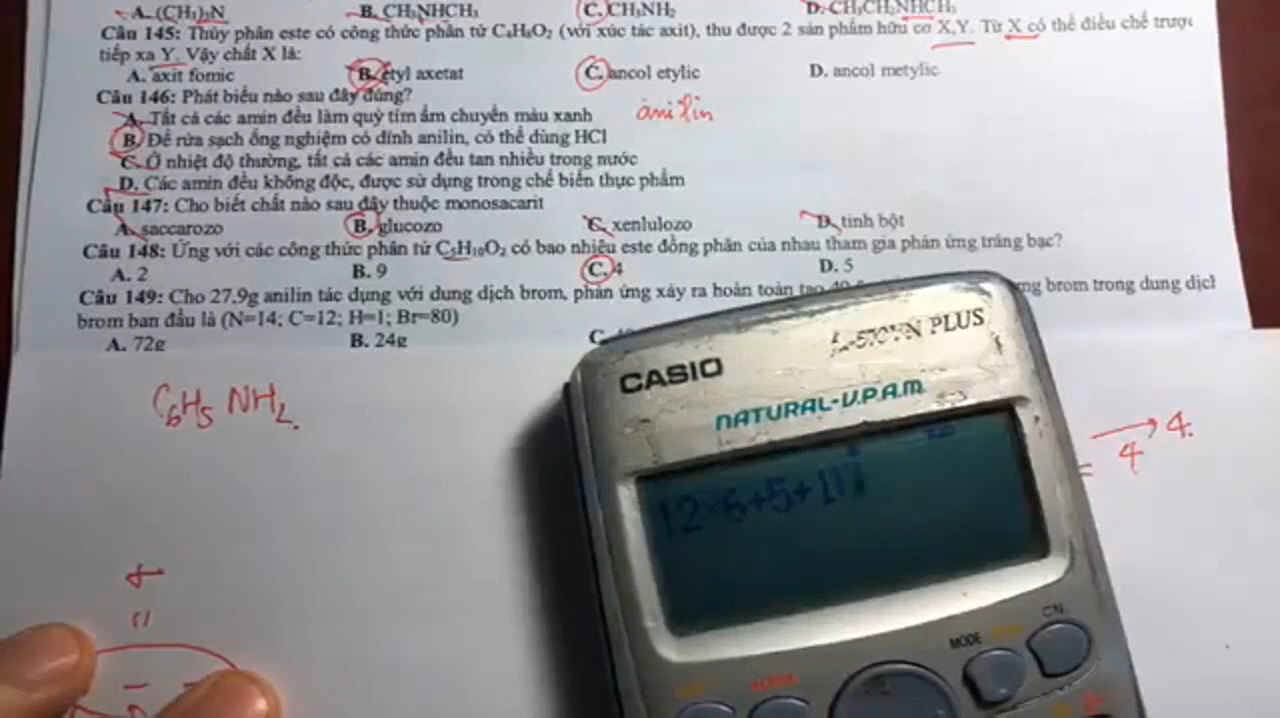 A. (CH₃)₃N B. CH₃NHCH₃ C. CH₃NH₂ D. CH₃CH₂NHCH₃
Câu 145: Thủy phân este có công thức phân tử C₄H₈O₂ (với xúc tác axit), thu được 2 sản phẩm hữu cơ X,Y. Từ X có thể điều chế trược
tiếp xa Y. Vậy chất X là:
A. axit fomic B. etyl axetat C. ancol etylic D. ancol metylic
Câu 146: Phát biểu nào sau đây đúng?
A. Tất cả các amin đều làm quỳ tím ẩm chuyển màu xanh anilin
B. Để rửa sạch ống nghiệm có dính anilin, có thể dùng HCl
C. Ở nhiệt độ thường, tất cả các amin đều tan nhiều trong nước
D. Các amin đều không độc, được sử dụng trong chế biến thực phẩm
Câu 147: Cho biết chất nào sau đây thuộc monosacarit
A. saccarozo B. glucozo C. xenlulozo D. tinh bột
Câu 148: Ứng với các công thức phân tử C₅H₁₀O₂ có bao nhiêu este đồng phân của nhau tham gia phản ứng tráng bạc?
A. 2 B. 9 C. 4 D. 5
Câu 149: Cho 27,9g anilin tác dụng với dung dịch brom, phản ứng xảy ra hoàn toàn tạo brom trong dung dịch
brom ban đầu là (N=14; C=12; H=1; Br=80)
A. 72g B. 24g C.
C₆H₅NH₂.
= 4 → 4.
CASIO PLUS
NATURAL-V.P.A.M.
12×6+5+1
MODE ON
ALPHA